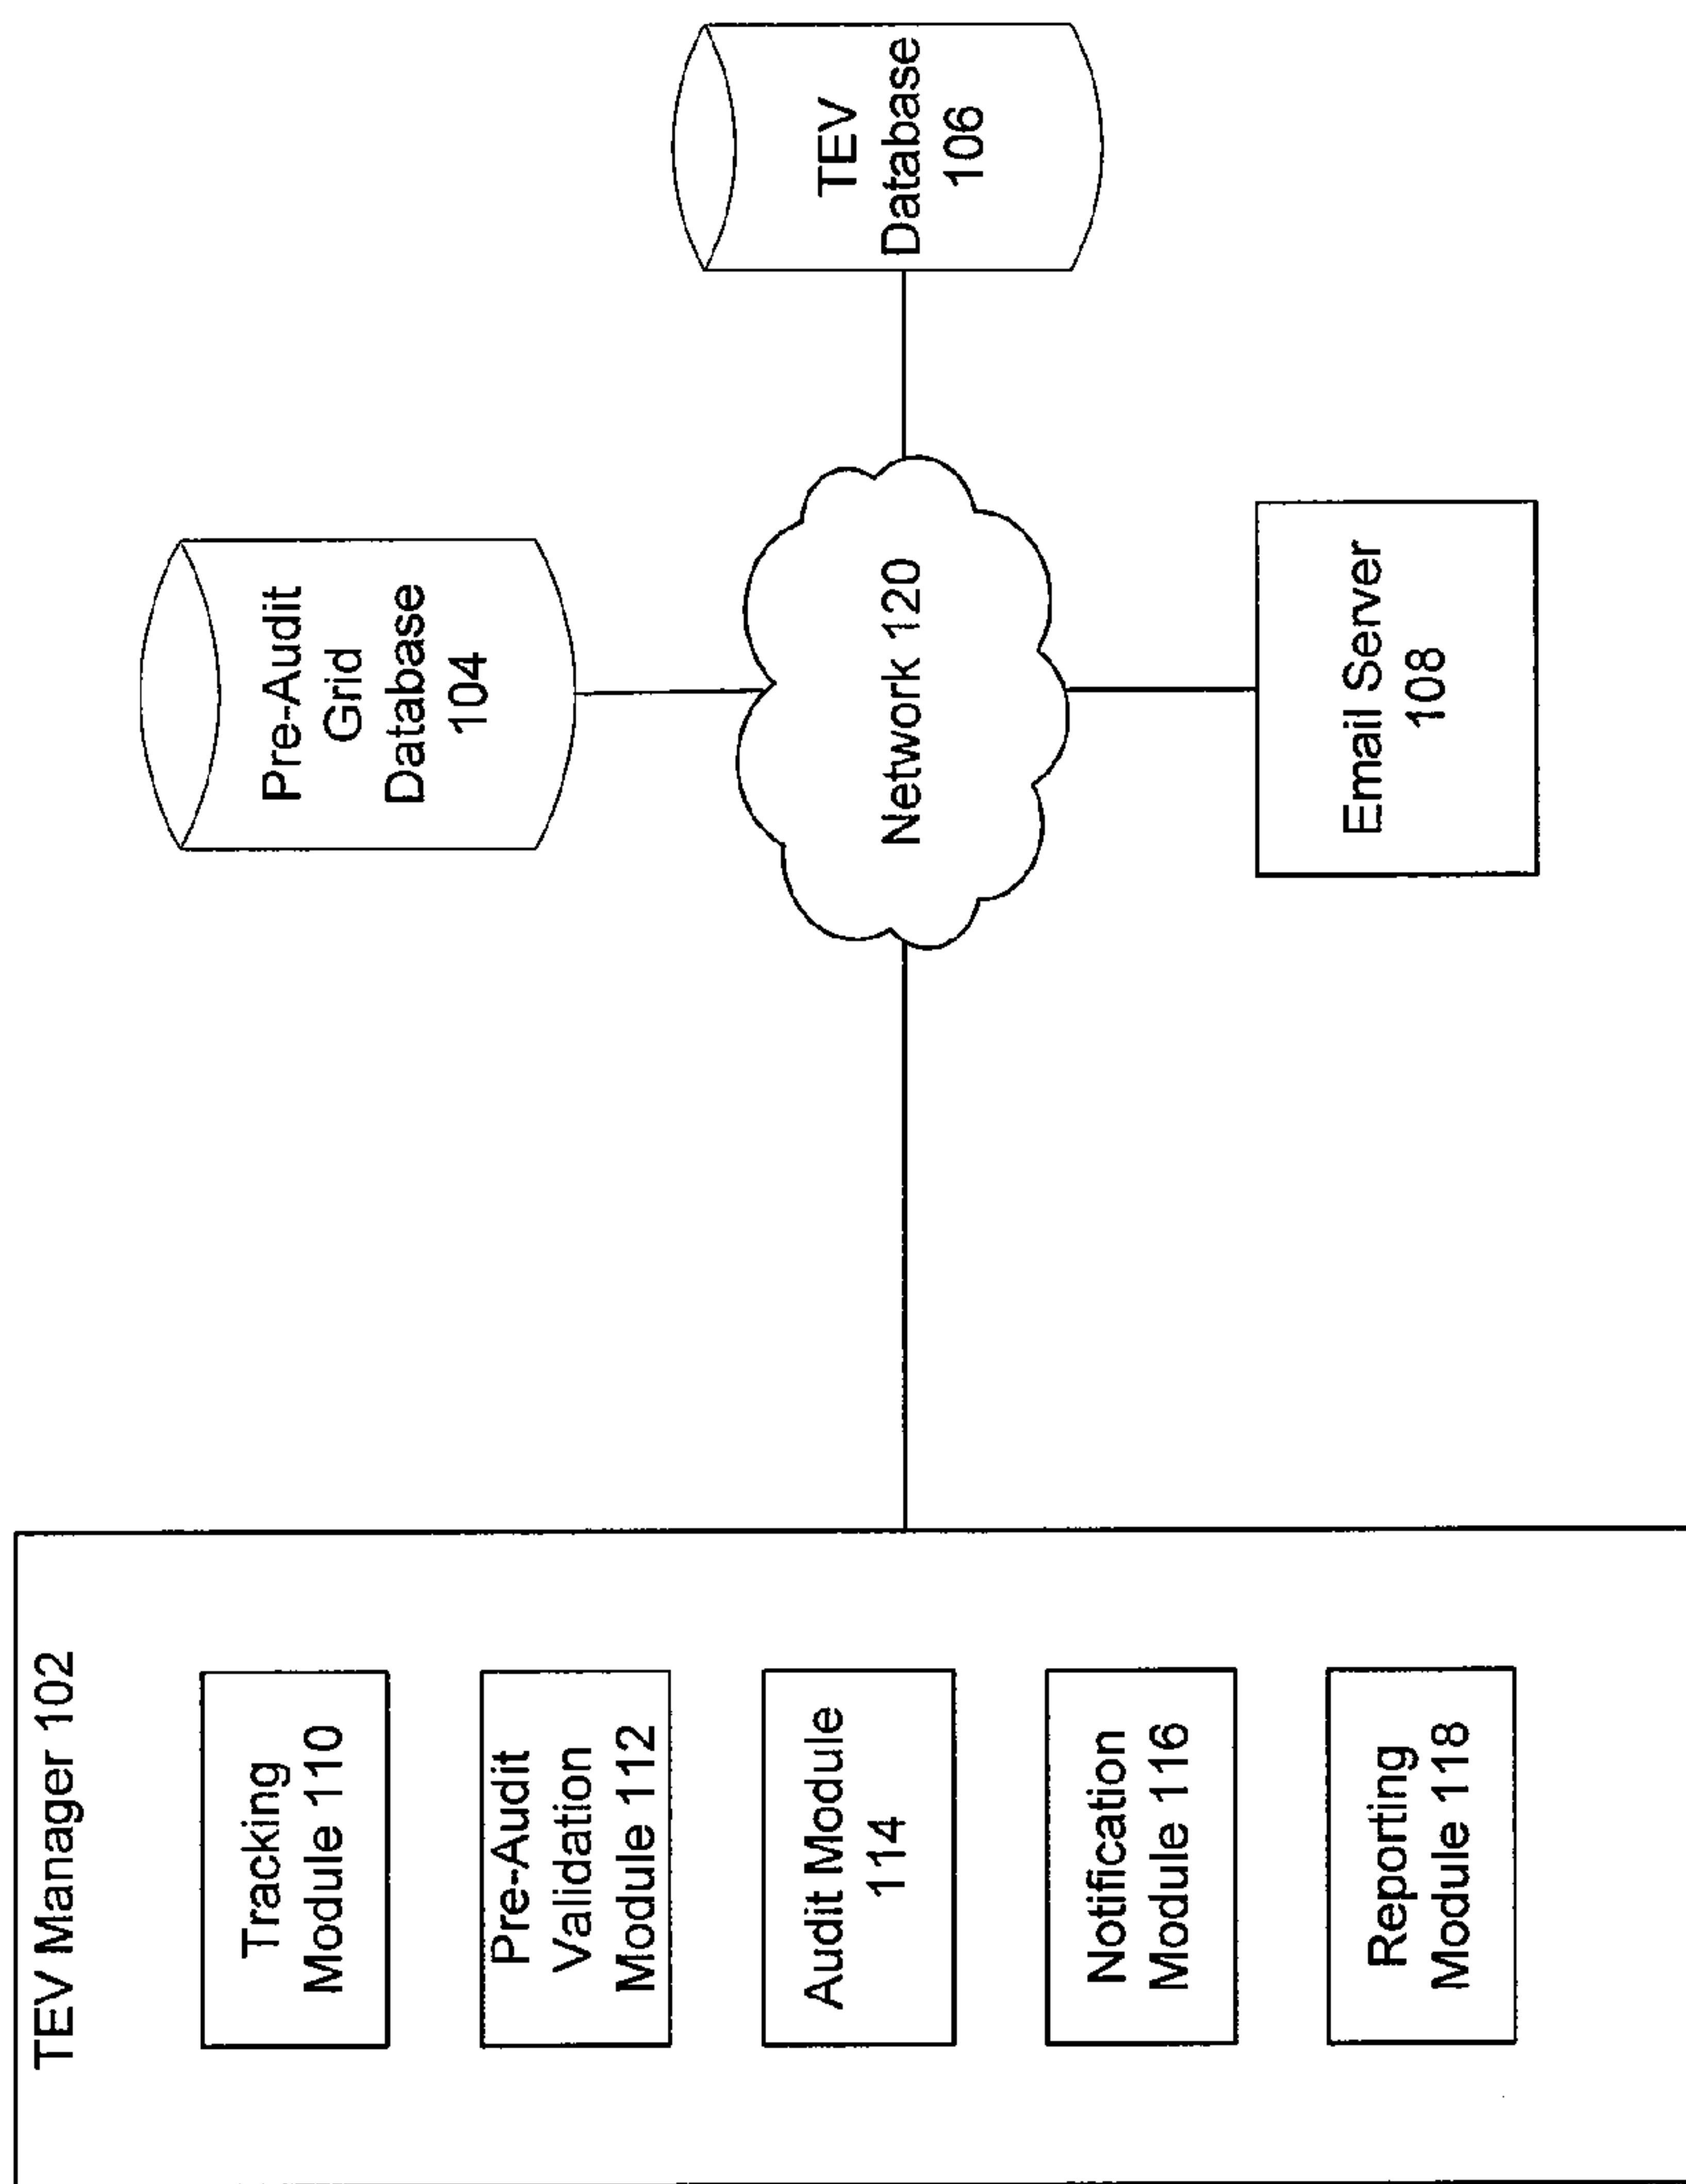 TEV Manager 102
Tracking
Module 110
Pre-Audit
Validation
Module 112
Audit Module
114
Notification
Module 116
Reporting
Module 118
Pre-Audit
Grid
Database
104
Network 120
Email Server
108
TEV
Database
106